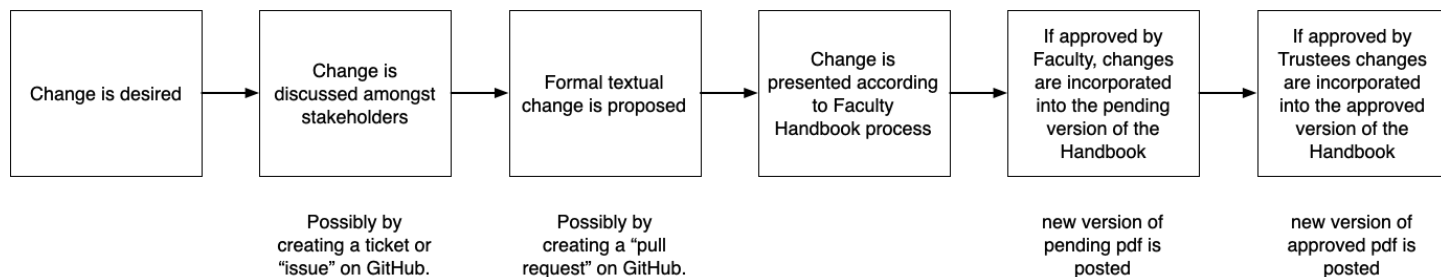 Change is desired
Change is
discussed amongst
stakeholders
Formal textual
change is proposed
Change is
presented according
to Faculty
Handbook process
If approved by
Faculty, changes
are incorporated
into the pending
version of the
Handbook
If approved by
Trustees changes
are incorporated
into the approved
version of the
Handbook
Possibly by
creating a ticket or
“issue” on GitHub.
Possibly by
creating a “pull
request” on GitHub.
new version of
pending pdf is
posted
new version of
approved pdf is
posted